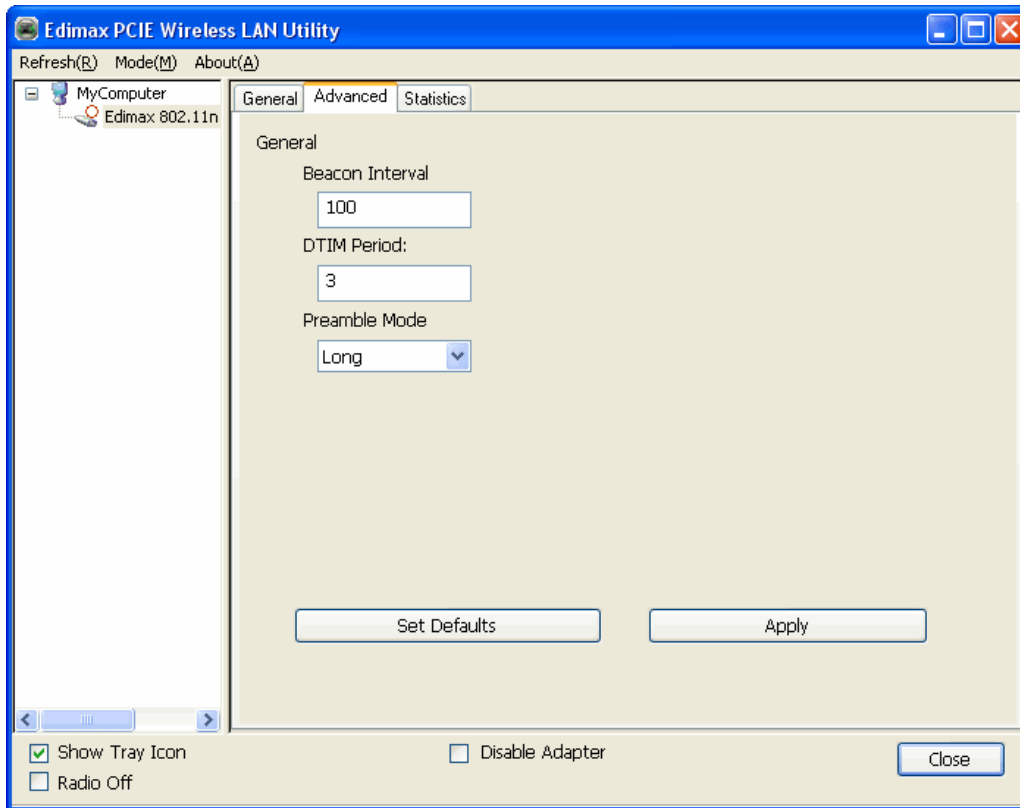 Edimax PCIE Wireless LAN Utility
Refresh(R) Mode(M) About(A)
MyComputer
Edimax 802.11n
General Advanced Statistics
General
Beacon Interval
100
DTIM Period:
3
Preamble Mode
Long
Set Defaults Apply
Show Tray Icon Disable Adapter Close
Radio Off